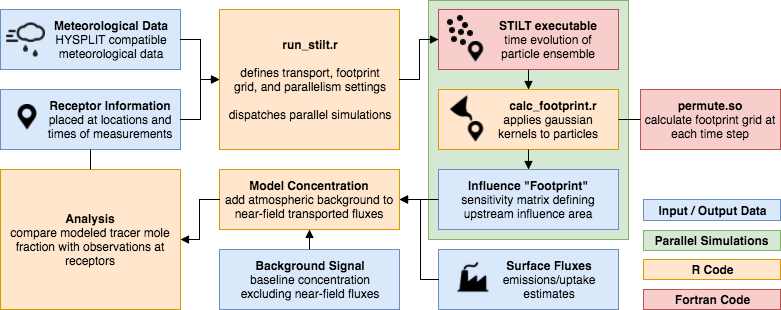 Meteorological Data
HYSPLIT compatible
meteorological data
Receptor Information
placed at locations and
times of measurements
run_stilt.r
defines transport, footprint
grid, and parallelism settings
dispatches parallel simulations
STILT executable
time evolution of
particle ensemble
calc_footprint.r
applies gaussian
kernels to particles
permute.so
calculate footprint grid at
each time step
Influence "Footprint"
sensitivity matrix defining
upstream influence area
Model Concentration
add atmospheric background to
near-field transported fluxes
Analysis
compare modeled tracer mole
fraction with observations at
receptors
Background Signal
baseline concentration
excluding near-field fluxes
Surface Fluxes
emissions/uptake
estimates
Input / Output Data
Parallel Simulations
R Code
Fortran Code